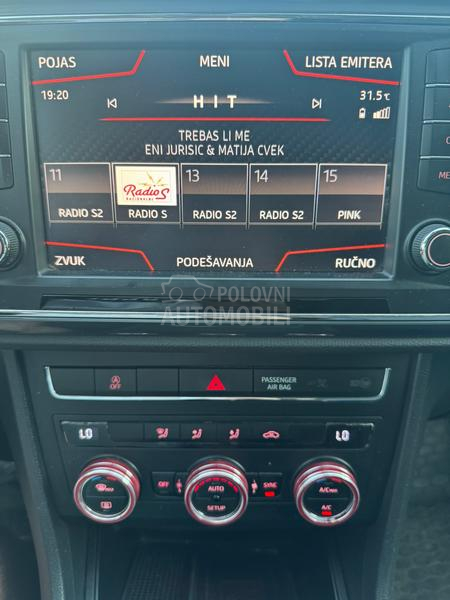 POJAS MENI LISTA EMITERA
19:20 HIT 31.5°C
TREBAS LI ME
ENI JURISIC & MATIJA CVEK
11 13 14 15
Radio S
RADIO S2 RADIO S RADIO S2 RADIO S2 PINK
ZVUK PODEŠAVANJA RUČNO
POLOVNI
AUTOMOBILI
OFF PASSENGER
AIR BAG
LO LO
OFF AUTO SYNC A/C MAX
SETUP A/C